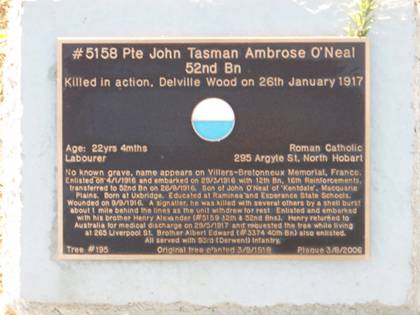 #5158 Pte John Tasman Ambrose O'Neal
52nd Bn
Killed in action, Delville Wood on 26th January 1917
Age: 22yrs 4mths Roman Catholic
Labourer 295 Argyle St, North Hobart
No known grave, name appears on Villers-Bretonneux Memorial, France.
Enlisted on 4/1/1916 and embarked on 29/3/1916 with 12th Bn, 16th Reinforcements,
transferred to 52nd Bn on 26/8/1916. Son of John O'Neal of "Kentdale", Macquarie
Plains. Born at Uxbridge. Educated at Raminea and Esperance State Schools.
Wounded on 9/9/1916. A signaller, he was killed with several others by a shell burst
about 1 mile behind the lines as the unit withdrew for rest. Enlisted and embarked
with his brother Henry Alexander (#5159 12th & 52nd Bns). Henry returned to
Australia for medical discharge on 29/5/1917 and requested the tree while living
at 265 Liverpool St. Brother Albert Edward (#3374 40th Bn) also enlisted.
All served with 93rd (Derwent) Infantry.
Tree #195 Original tree planted 3/8/1918 Plaque 3/6/2006